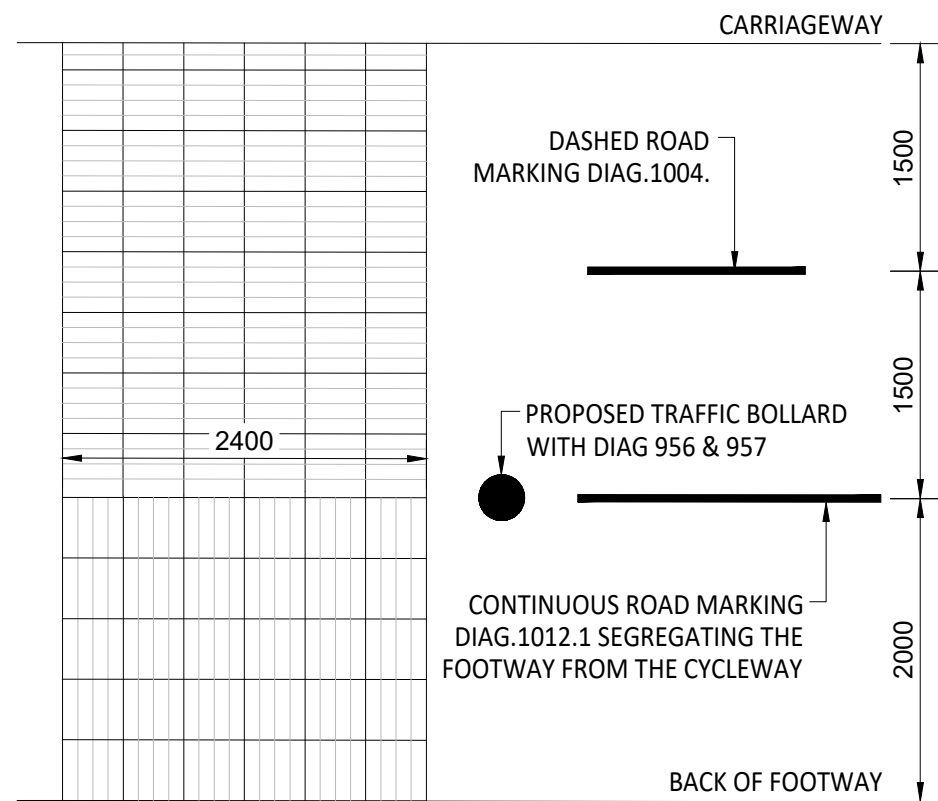 CARRIAGEWAY
DASHED ROAD
MARKING DIAG.1004.
1500
1500
2400
PROPOSED TRAFFIC BOLLARD
WITH DIAG 956 & 957
CONTINUOUS ROAD MARKING
DIAG.1012.1 SEGREGATING THE
FOOTWAY FROM THE CYCLEWAY
2000
BACK OF FOOTWAY